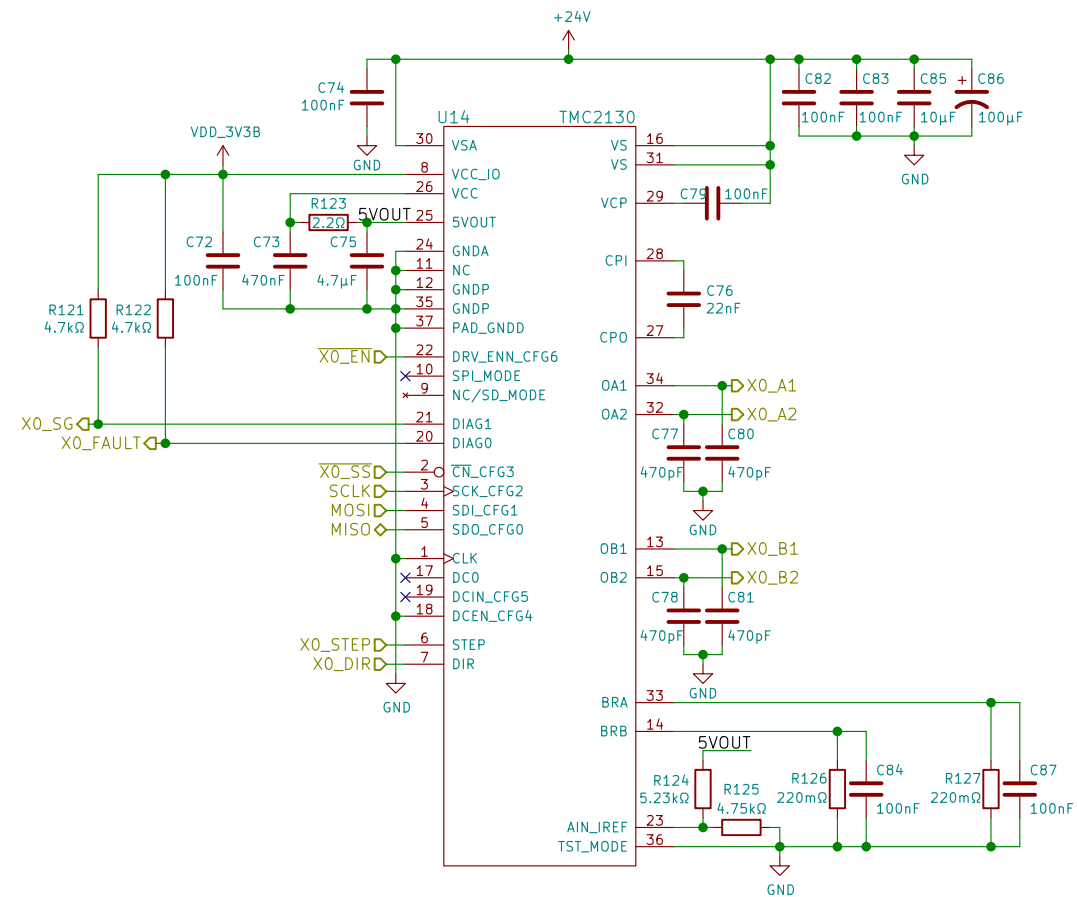 +24V
C74
100nF
GND
C82
100nF
C83
100nF
C85
10µF
+
C86
100µF
GND
VDD_3V3B
U14
TMC2130
30 VSA
8 VCC_IO
26 VCC
25 5VOUT
24 GNDA
11 NC
12 GNDP
35 GNDP
37 PAD_GNDD
22 DRV_ENN_CFG6
10 SPI_MODE
9 NC/SD_MODE
21 DIAG1
20 DIAG0
2 CN_CFG3
3 SCK_CFG2
4 SDI_CFG1
5 SDO_CFG0
1 CLK
17 DCO
19 DCIN_CFG5
18 DCEN_CFG4
6 STEP
7 DIR
VS 16
VS 31
VCP 29
CPI 28
CPO 27
OA1 34
OA2 32
OB1 13
OB2 15
BRA 33
BRB 14
AIN_IREF 23
TST_MODE 36
R123
2.2Ω
5VOUT
C72
100nF
C73
470nF
C75
4.7µF
R121
4.7kΩ
R122
4.7kΩ
X0_EN
X0_SG
X0_FAULT
X0_SS
SCLK
MOSI
MISO
X0_STEP
X0_DIR
GND
C79
100nF
C76
22nF
X0_A1
X0_A2
C77
470pF
C80
470pF
GND
X0_B1
X0_B2
C78
470pF
C81
470pF
GND
5VOUT
R124
5.23kΩ
R125
4.75kΩ
R126
220mΩ
C84
100nF
R127
220mΩ
C87
100nF
GND